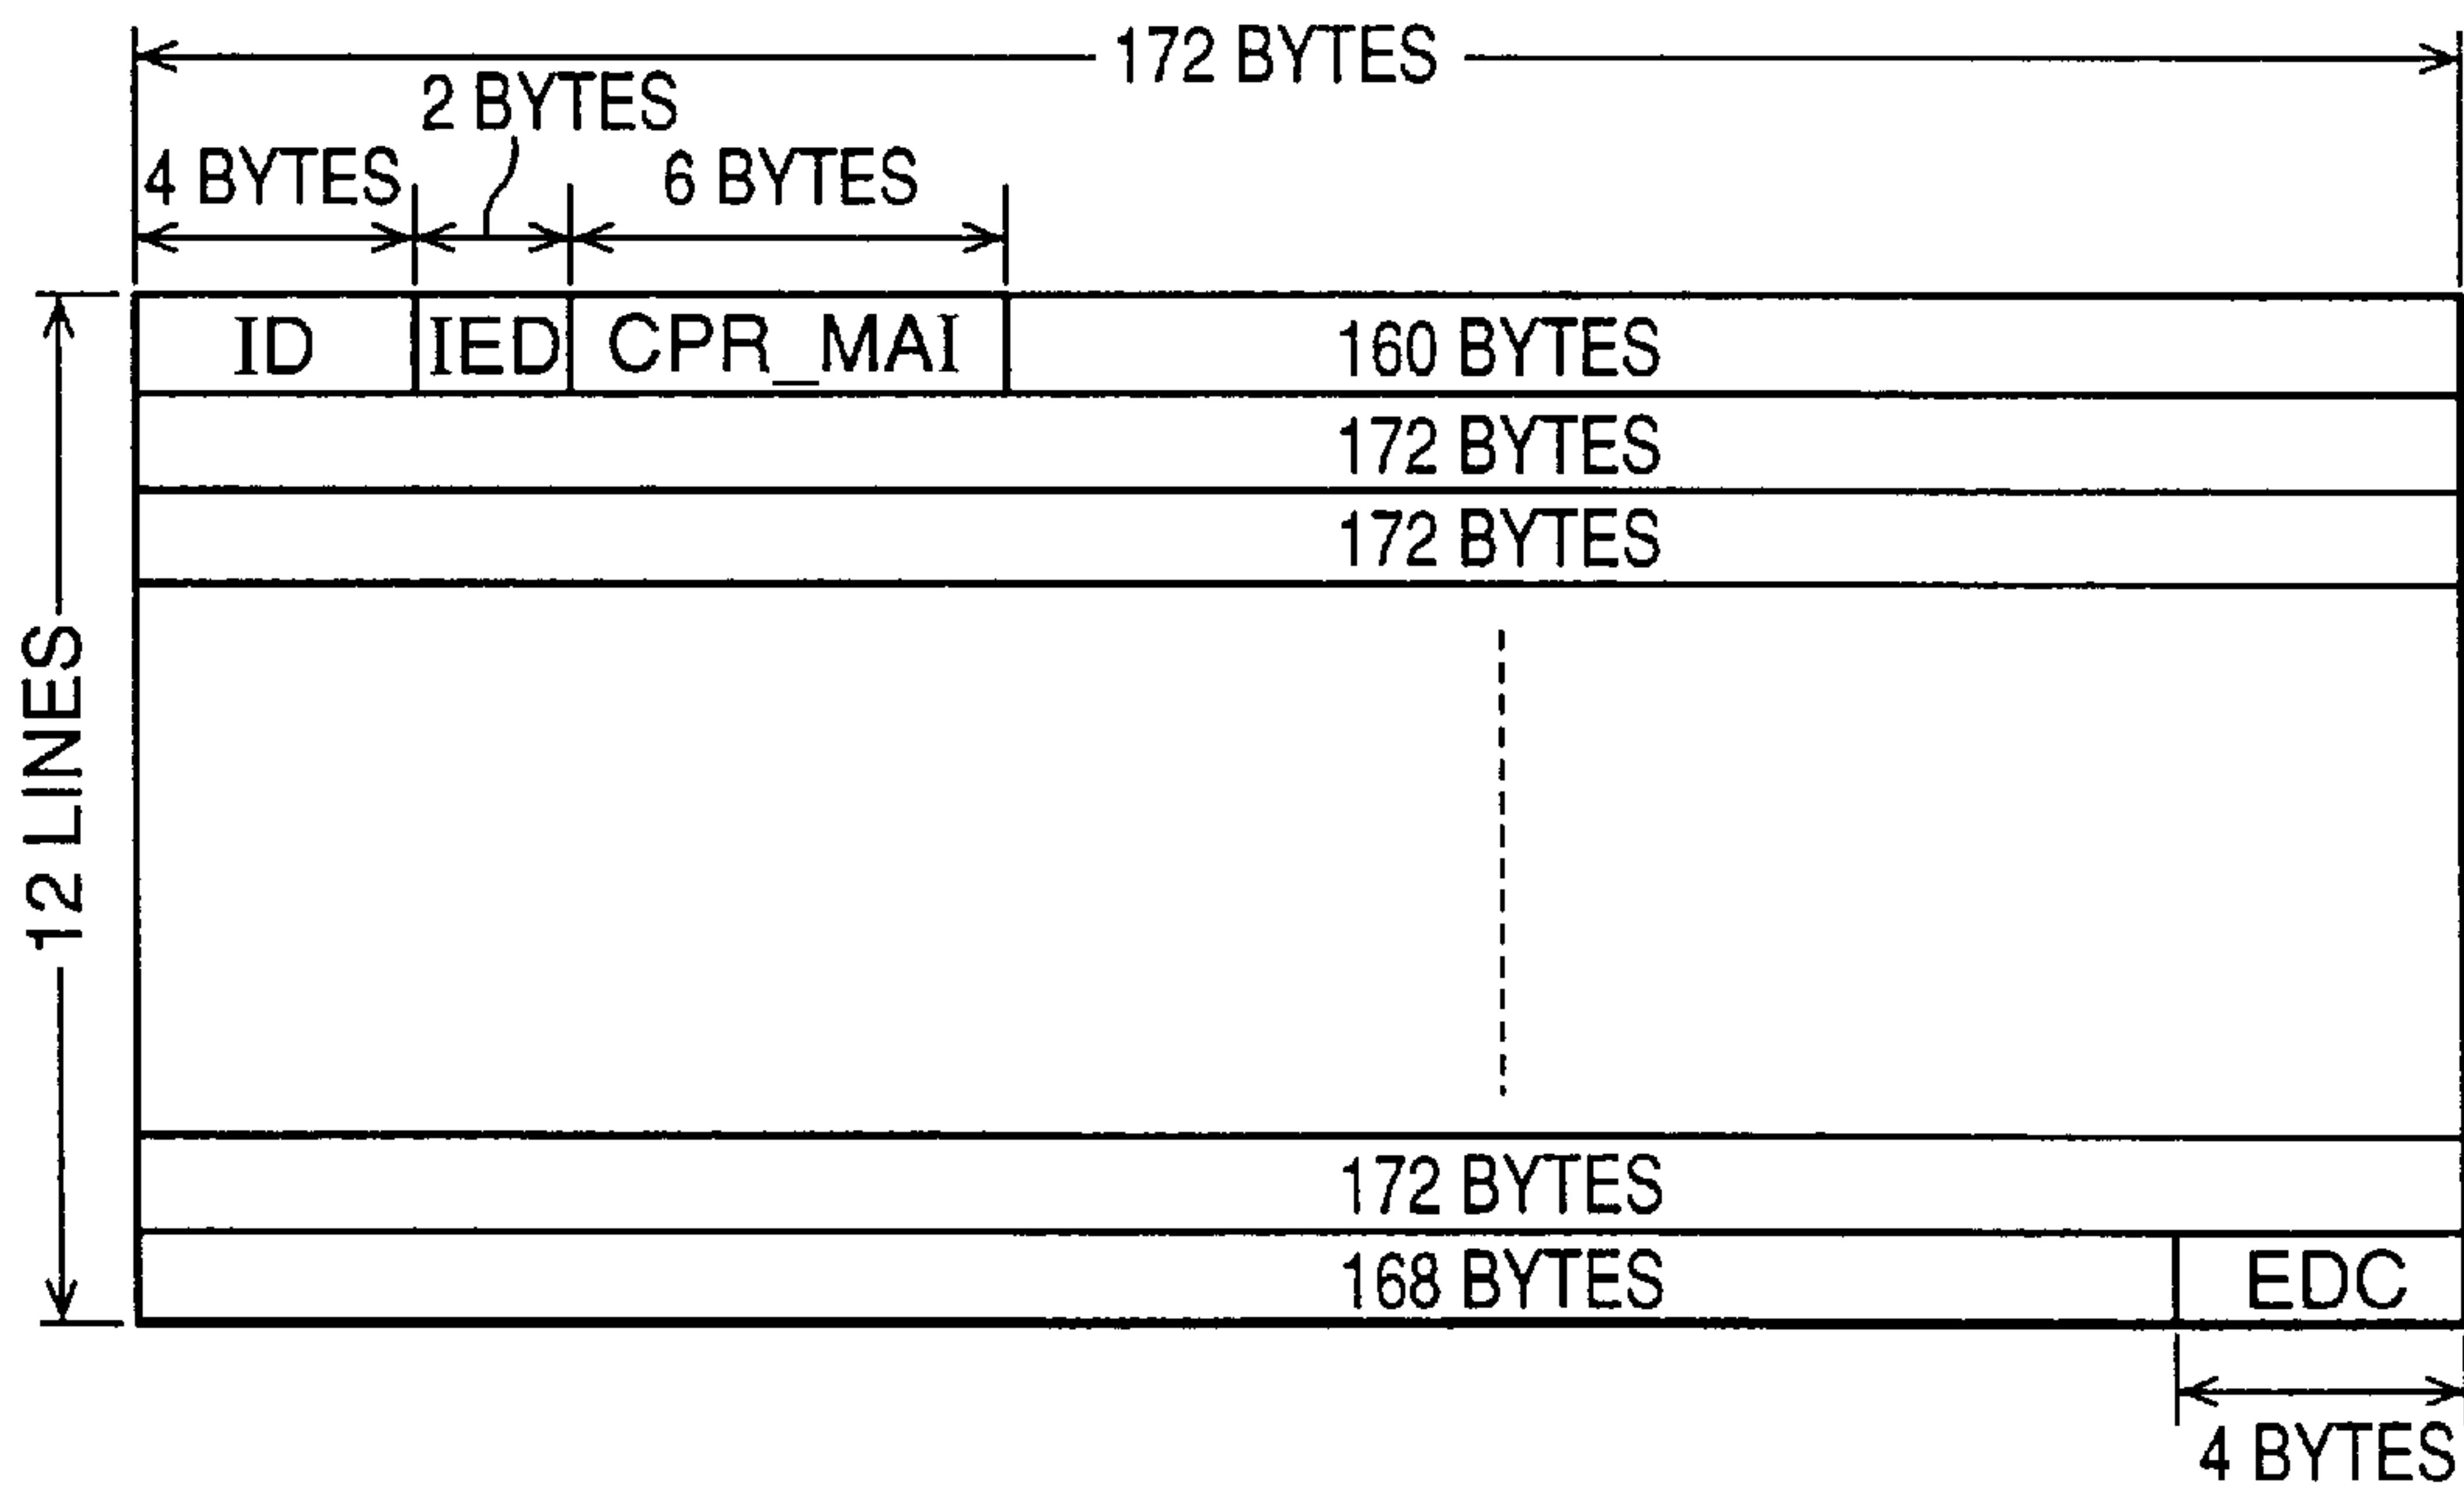 172 BYTES
2 BYTES
4 BYTES
6 BYTES
ID
IED
CPR_MAI
160 BYTES
172 BYTES
172 BYTES
12 LINES
172 BYTES
168 BYTES
EDC
4 BYTES